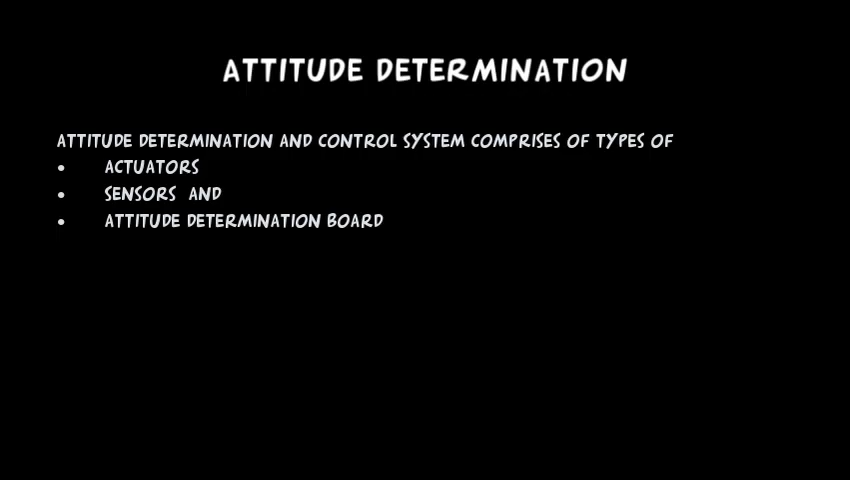 ATTITUDE DETERMINATION
ATTITUDE DETERMINATION AND CONTROL SYSTEM COMPRISES OF TYPES OF
• ACTUATORS
• SENSORS AND
• ATTITUDE DETERMINATION BOARD